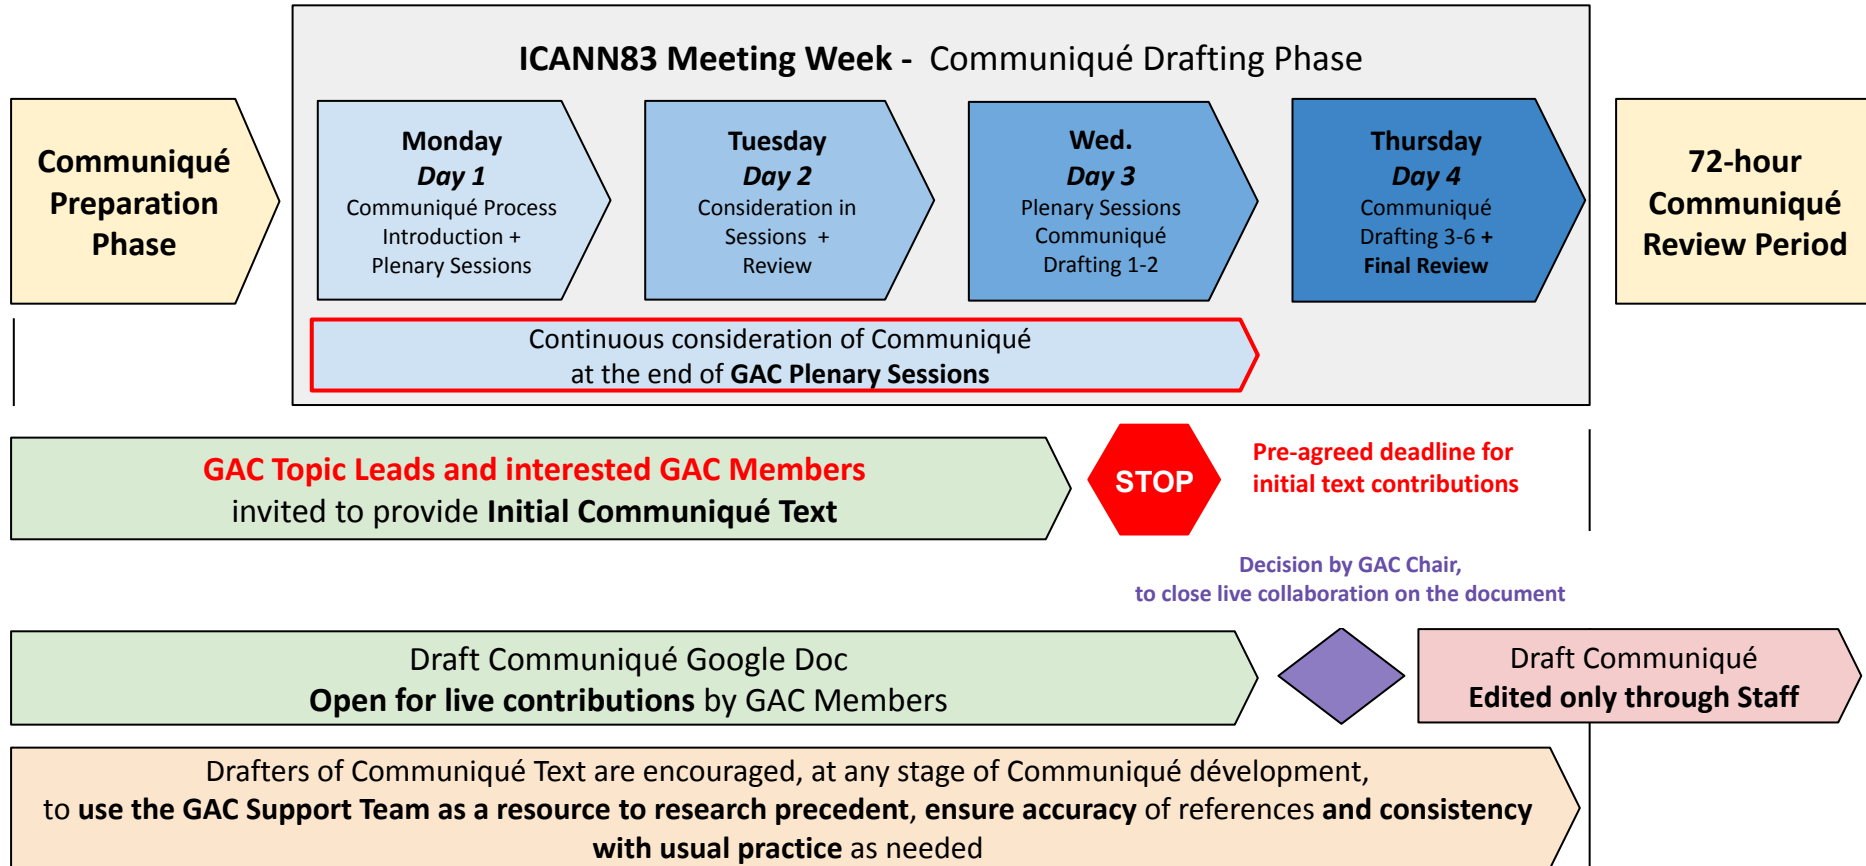 ICANN83 Meeting Week - Communiqué Drafting Phase
Communiqué
Preparation
Phase
Monday
Day 1
Communiqué Process
Introduction +
Plenary Sessions
Tuesday
Day 2
Consideration in
Sessions +
Review
Wed.
Day 3
Plenary Sessions
Communiqué
Drafting 1-2
Thursday
Day 4
Communiqué
Drafting 3-6 +
Final Review
72-hour
Communiqué
Review Period
Continuous consideration of Communiqué
at the end of GAC Plenary Sessions
GAC Topic Leads and interested GAC Members
invited to provide Initial Communiqué Text
STOP
Pre-agreed deadline for
initial text contributions
Decision by GAC Chair,
to close live collaboration on the document
Draft Communiqué Google Doc
Open for live contributions by GAC Members
Draft Communiqué
Edited only through Staff
Drafters of Communiqué Text are encouraged, at any stage of Communiqué dévelopment,
to use the GAC Support Team as a resource to research precedent, ensure accuracy of references and consistency
with usual practice as needed